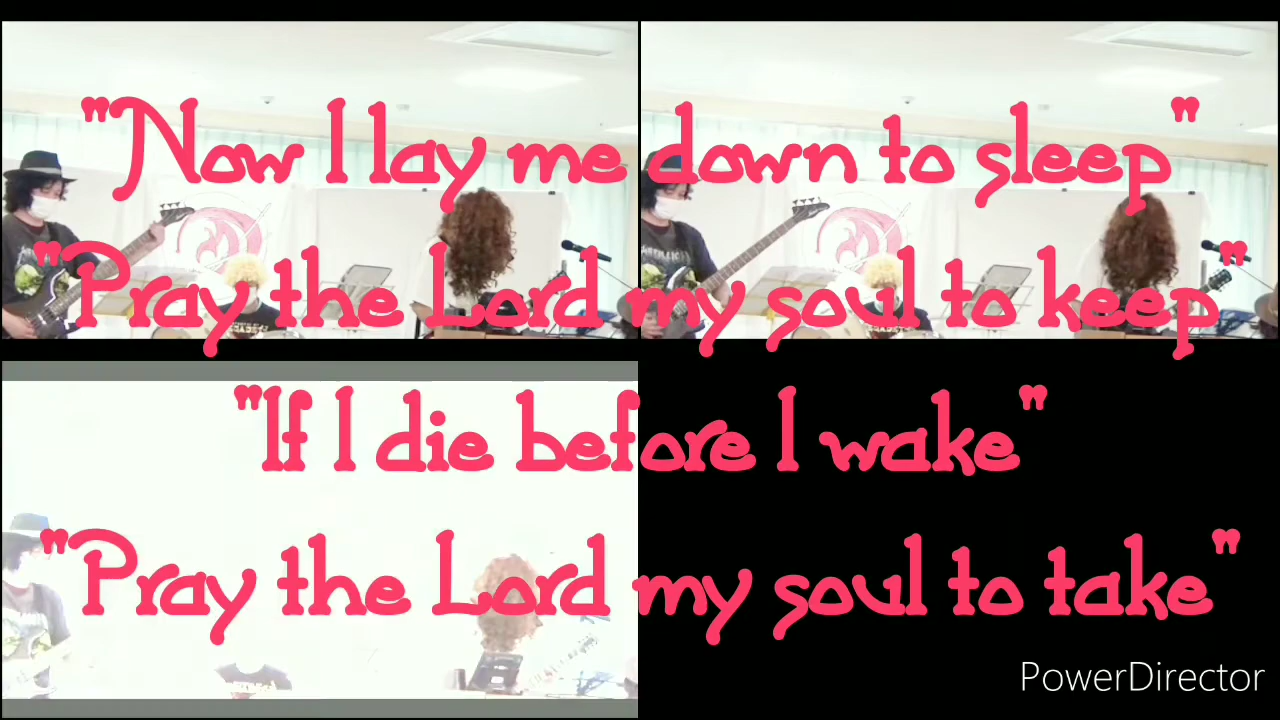 "Now I lay me down to sleep"
"Pray the Lord my soul to keep"
"If I die before I wake"
"Pray the Lord my soul to take"
PowerDirector